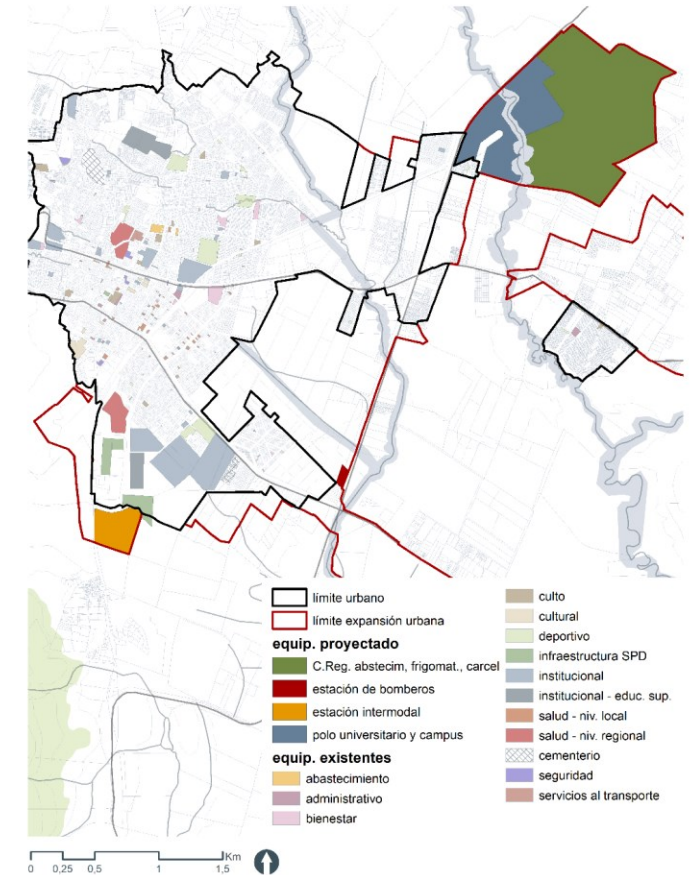 límite urbano
límite expansión urbana
equip. proyectado
C.Reg. abastecim, frigomat., carcel
estación de bomberos
estación intermodal
polo universitario y campus
equip. existentes
abastecimiento
administrativo
bienestar
culto
cultural
deportivo
infraestructura SPD
institucional
institucional - educ. sup.
salud - niv. local
salud - niv. regional
cementerio
seguridad
servicios al transporte
Km
0 0,25 0,5 1 1,5